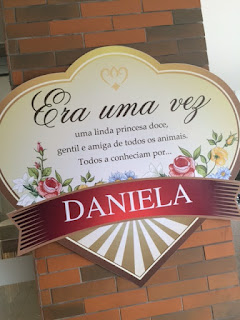 Era uma vez
uma linda princesa doce,
gentil e amiga de todos os animais.
Todos a conheciam por...
DANIELA